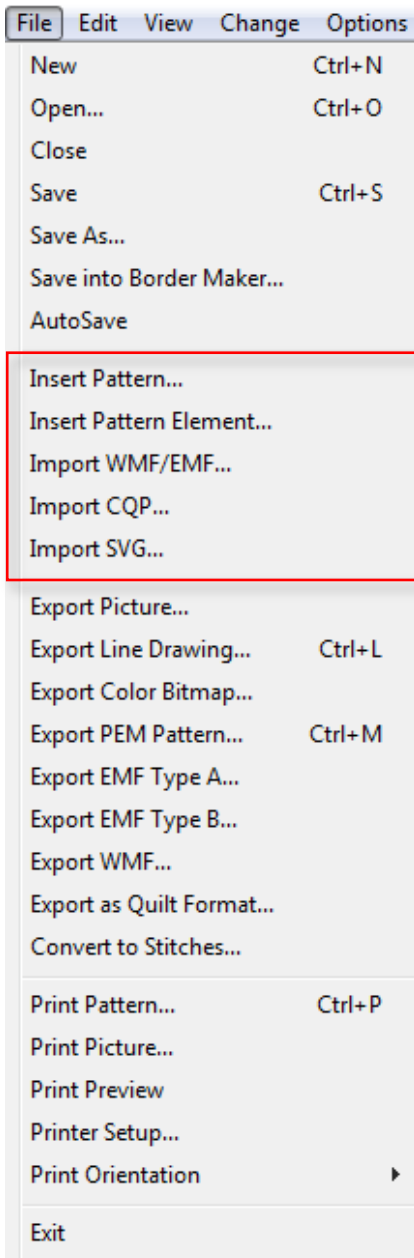 File Edit View Change Options
New Ctrl+N
Open... Ctrl+O
Close
Save Ctrl+S
Save As...
Save into Border Maker...
AutoSave
Insert Pattern...
Insert Pattern Element...
Import WMF/EMF...
Import CQP...
Import SVG...
Export Picture...
Export Line Drawing... Ctrl+L
Export Color Bitmap...
Export PEM Pattern... Ctrl+M
Export EMF Type A...
Export EMF Type B...
Export WMF...
Export as Quilt Format...
Convert to Stitches...
Print Pattern... Ctrl+P
Print Picture...
Print Preview
Printer Setup...
Print Orientation
Exit